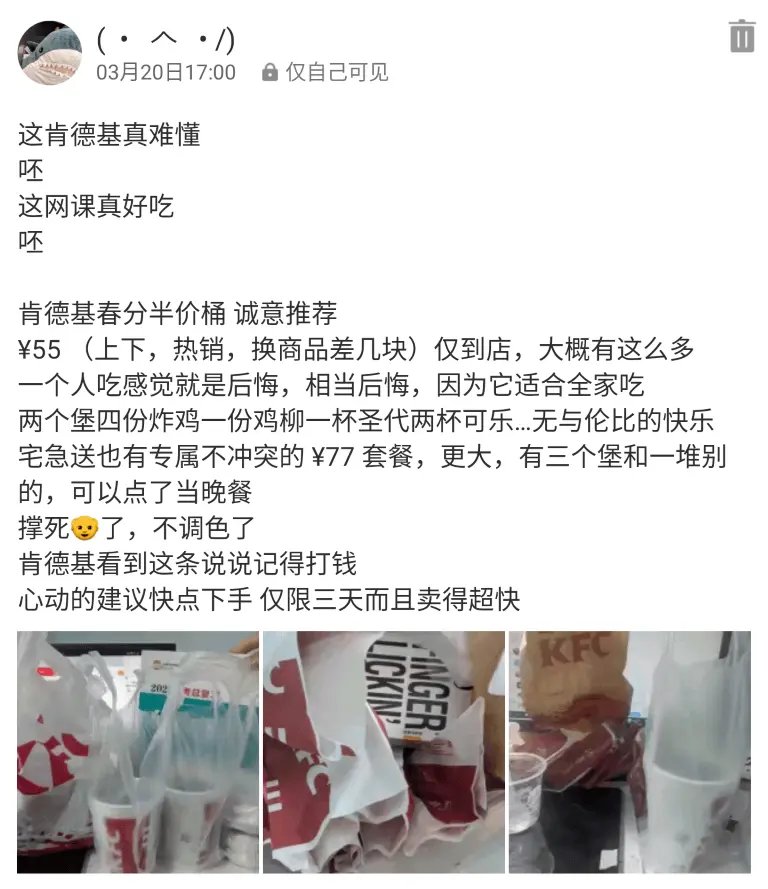 (・ ヘ ・/)
03月20日17:00 仅自己可见
这肯德基真难懂
呸
这网课真好吃
呸
肯德基春分半价桶 诚意推荐
¥55 （上下，热销，换商品差几块）仅到店，大概有这么多
一个人吃感觉就是后悔，相当后悔，因为它适合全家吃
两个堡四份炸鸡一份鸡柳一杯圣代两杯可乐...无与伦比的快乐
宅急送也有专属不冲突的 ¥77 套餐，更大，有三个堡和一堆别
的，可以点了当晚餐
撑死👴了，不调色了
肯德基看到这条说说记得打钱
心动的建议快点下手 仅限三天而且卖得超快
202
KFC
FINGER
LICKIN'
KFC